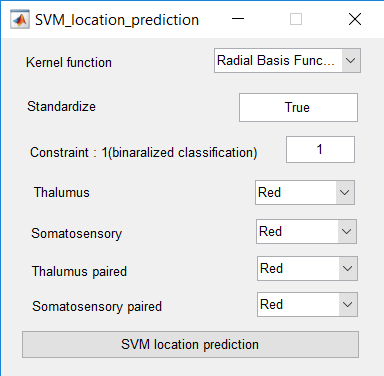 SVM_location_prediction
Kernel function Radial Basis Func...
Standardize True
Constraint : 1(binaralized classification) 1
Thalumus Red
Somatosensory Red
Thalumus paired Red
Somatosensory paired Red
SVM location prediction